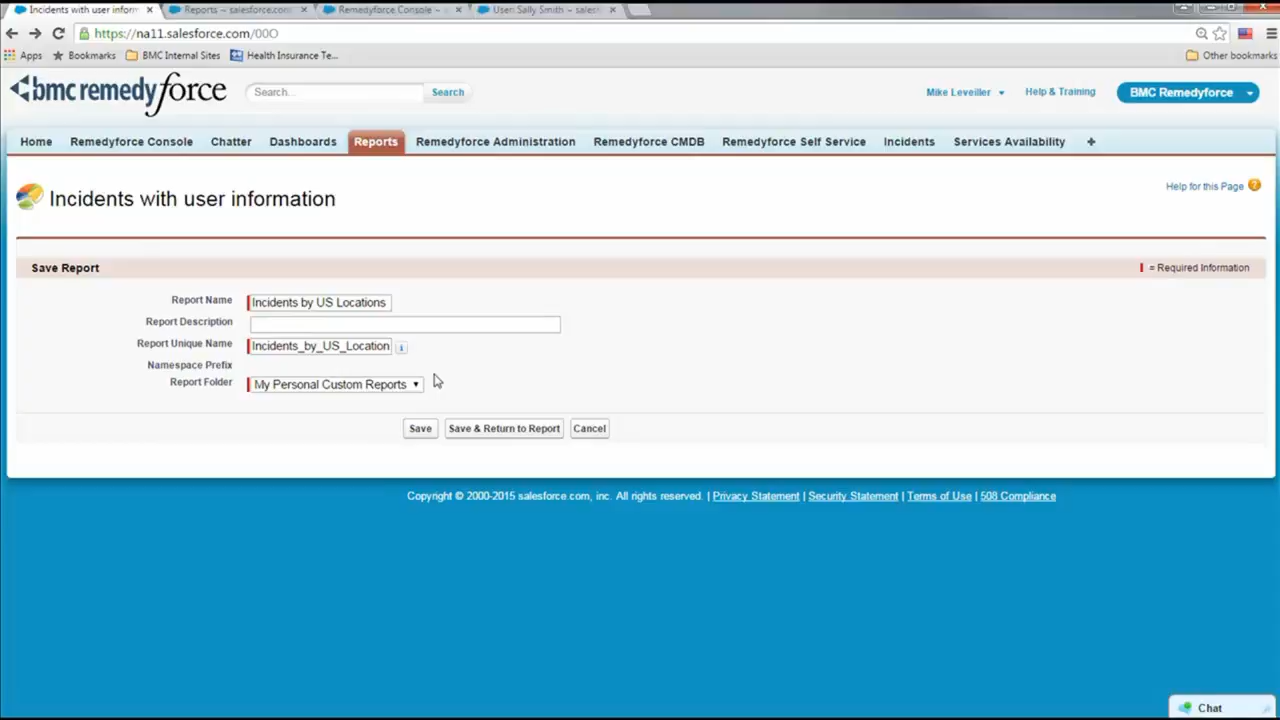 Incidents with user inform
Reports ~ salesforce.com
Remedyforce Console ~
User: Sally Smith ~ sales
https://na11.salesforce.com/00O
Apps
Bookmarks
BMC Internal Sites
Health Insurance Te...
Other bookmarks
bmc remedyforce
Search...
Search
Mike Leveiller
Help & Training
BMC Remedyforce
Home
Remedyforce Console
Chatter
Dashboards
Reports
Remedyforce Administration
Remedyforce CMDB
Remedyforce Self Service
Incidents
Services Availability
+
Incidents with user information
Help for this Page ?
Save Report
= Required Information
Report Name
Incidents by US Locations
Report Description
Report Unique Name
Incidents_by_US_Location
i
Namespace Prefix
Report Folder
My Personal Custom Reports
Save
Save & Return to Report
Cancel
Copyright © 2000-2015 salesforce.com, inc. All rights reserved. | Privacy Statement | Security Statement | Terms of Use | 508 Compliance
Chat